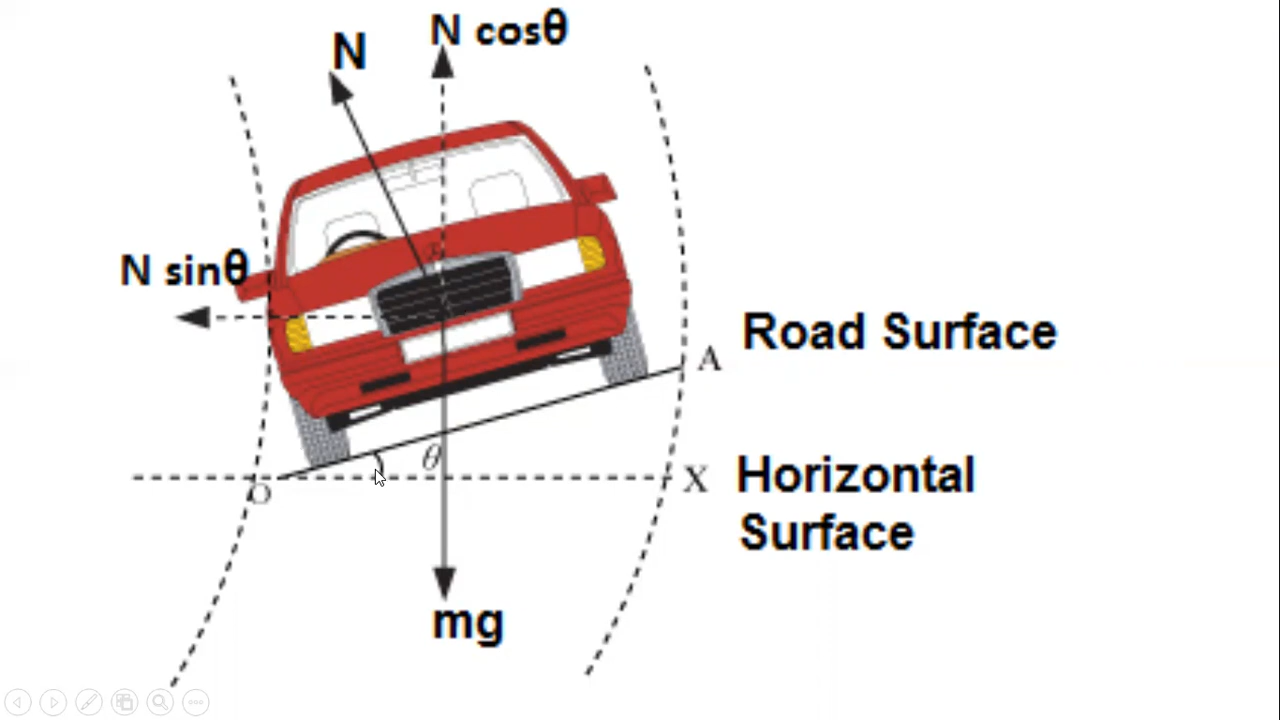 N cosθ
N
N sinθ
Road Surface
A
θ
Horizontal
Surface
X
O
mg